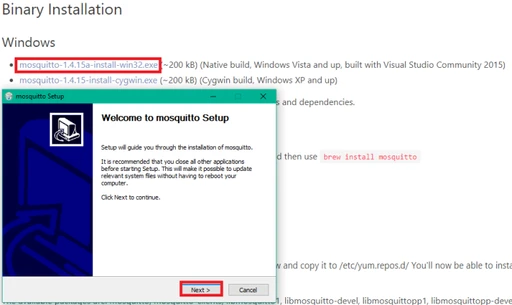 Binary Installation
Windows
mosquitto-1.4.15a-install-win32.exe (~200 kB) (Native build, Windows Vista and up, built with Visual Studio Community 2015)
mosquitto-1.4.15-install-cygwin.exe (~200 kB) (Cygwin build, Windows XP and up)
mosquitto Setup
s and dependencies.
Welcome to mosquitto Setup
Setup will guide you through the installation of mosquitto.
It is recommended that you close all other applications
before starting Setup. This will make it possible to update
relevant system files without having to reboot your
computer.
d then use brew install mosquitto
Click Next to continue.
w and copy it to /etc/yum.repos.d/ You'll now be able to insta
Next >
Cancel
1, libmosquitto-devel, libmosquittopp1, libmosquittopp-deve